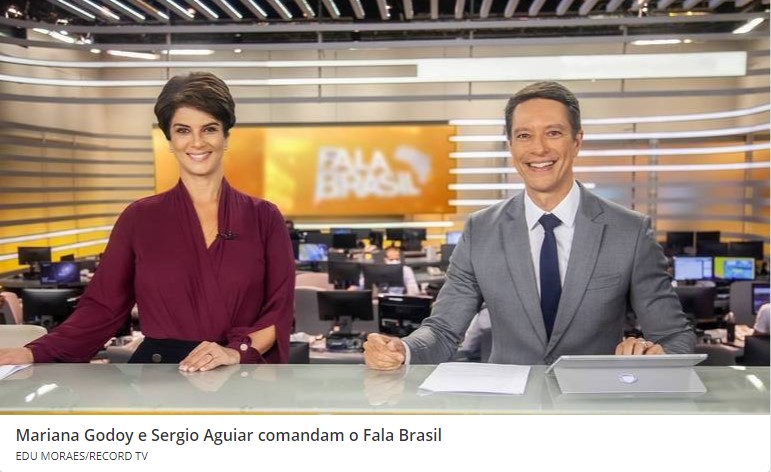 FALA
BRASIL
Mariana Godoy e Sergio Aguiar comandam o Fala Brasil
EDU MORAES/RECORD TV